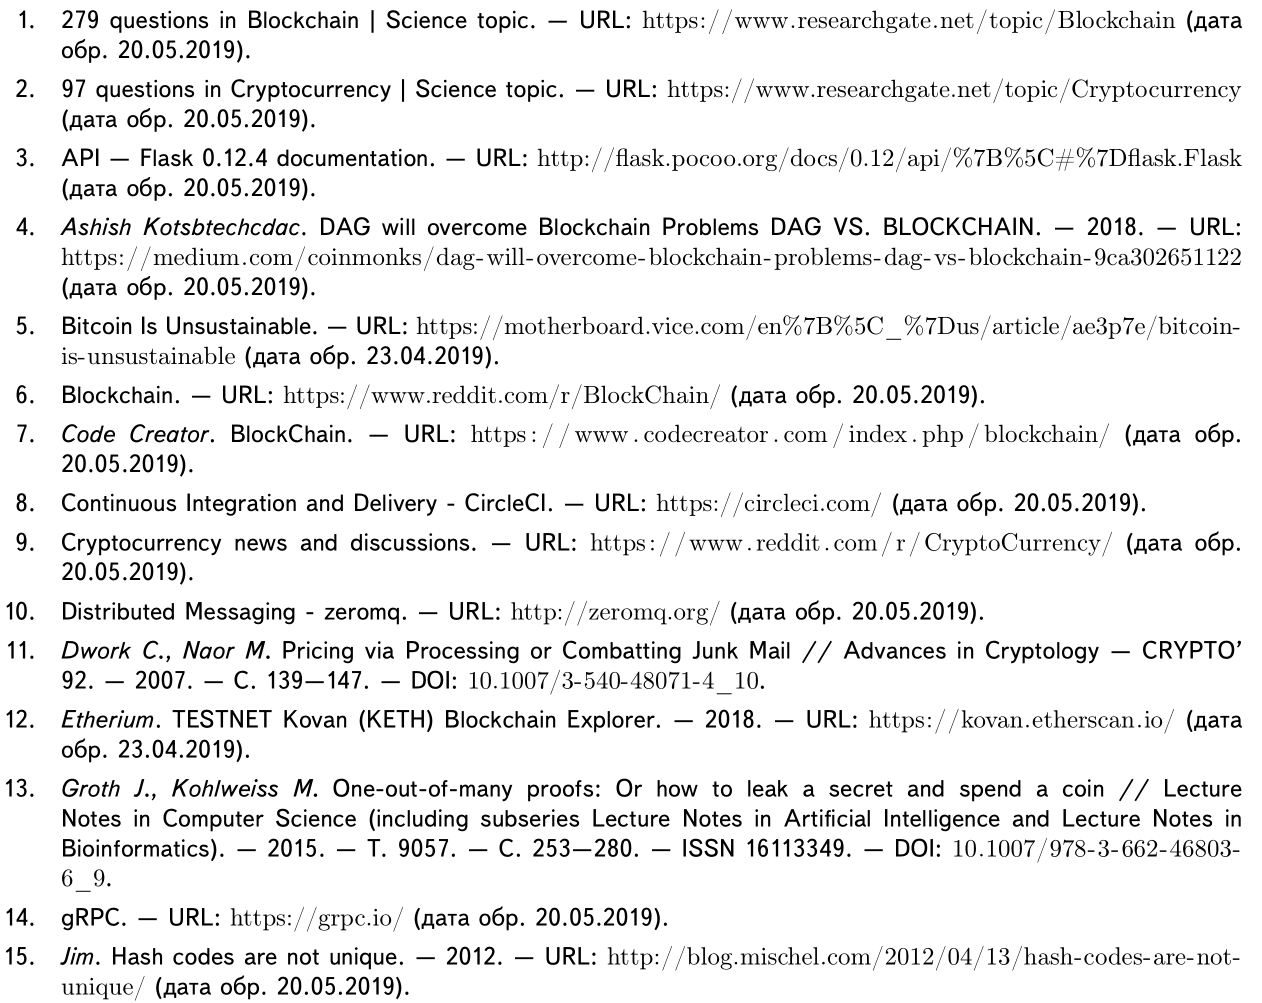 1. 279 questions in Blockchain | Science topic. — URL: https://www.researchgate.net/topic/Blockchain (дата
обр. 20.05.2019).
2. 97 questions in Cryptocurrency | Science topic. — URL: https://www.researchgate.net/topic/Cryptocurrency
(дата обр. 20.05.2019).
3. API — Flask 0.12.4 documentation. — URL: http://flask.pocoo.org/docs/0.12/api/%7B%5C#%7Dflask.Flask
(дата обр. 20.05.2019).
4. Ashish Kotsbtechcdac. DAG will overcome Blockchain Problems DAG VS. BLOCKCHAIN. — 2018. — URL:
https://medium.com/coinmonks/dag-will-overcome-blockchain-problems-dag-vs-blockchain-9ca302651122
(дата обр. 20.05.2019).
5. Bitcoin Is Unsustainable. — URL: https://motherboard.vice.com/en%7B%5C_%7Dus/article/ae3p7e/bitcoin-
is-unsustainable (дата обр. 23.04.2019).
6. Blockchain. — URL: https://www.reddit.com/r/BlockChain/ (дата обр. 20.05.2019).
7. Code Creator. BlockChain. — URL: https://www.codecreator.com/index.php/blockchain/ (дата обр.
20.05.2019).
8. Continuous Integration and Delivery - CircleCI. — URL: https://circleci.com/ (дата обр. 20.05.2019).
9. Cryptocurrency news and discussions. — URL: https://www.reddit.com/r/CryptoCurrency/ (дата обр.
20.05.2019).
10. Distributed Messaging - zeromq. — URL: http://zeromq.org/ (дата обр. 20.05.2019).
11. Dwork C., Naor M. Pricing via Processing or Combatting Junk Mail // Advances in Cryptology — CRYPTO’
92. — 2007. — С. 139—147. — DOI: 10.1007/3-540-48071-4_10.
12. Etherium. TESTNET Kovan (KETH) Blockchain Explorer. — 2018. — URL: https://kovan.etherscan.io/ (дата
обр. 23.04.2019).
13. Groth J., Kohlweiss M. One-out-of-many proofs: Or how to leak a secret and spend a coin // Lecture
Notes in Computer Science (including subseries Lecture Notes in Artificial Intelligence and Lecture Notes in
Bioinformatics). — 2015. — Т. 9057. — С. 253—280. — ISSN 16113349. — DOI: 10.1007/978-3-662-46803-
6_9.
14. gRPC. — URL: https://grpc.io/ (дата обр. 20.05.2019).
15. Jim. Hash codes are not unique. — 2012. — URL: http://blog.mischel.com/2012/04/13/hash-codes-are-not-
unique/ (дата обр. 20.05.2019).